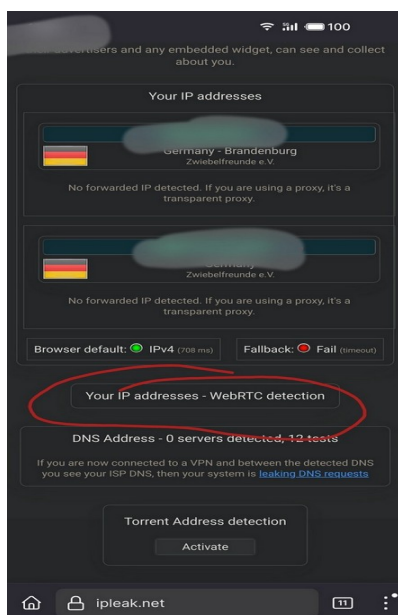 100
advertisers and any embedded widget, can see and collect
about you.
Your IP addresses
Germany - Brandenburg
Zwiebelfreunde e.V.
No forwarded IP detected. If you are using a proxy, it's a
transparent proxy.
Germany
Zwiebelfreunde e.V.
No forwarded IP detected. If you are using a proxy, it's a
transparent proxy.
Browser default: IPv4 (708 ms) Fallback: Fail (timeout)
Your IP addresses - WebRTC detection
DNS Address - 0 servers detected, 12 tests
If you are now connected to a VPN and between the detected DNS
you see your ISP DNS, then your system is leaking DNS requests
Torrent Address detection
Activate
ipleak.net 11